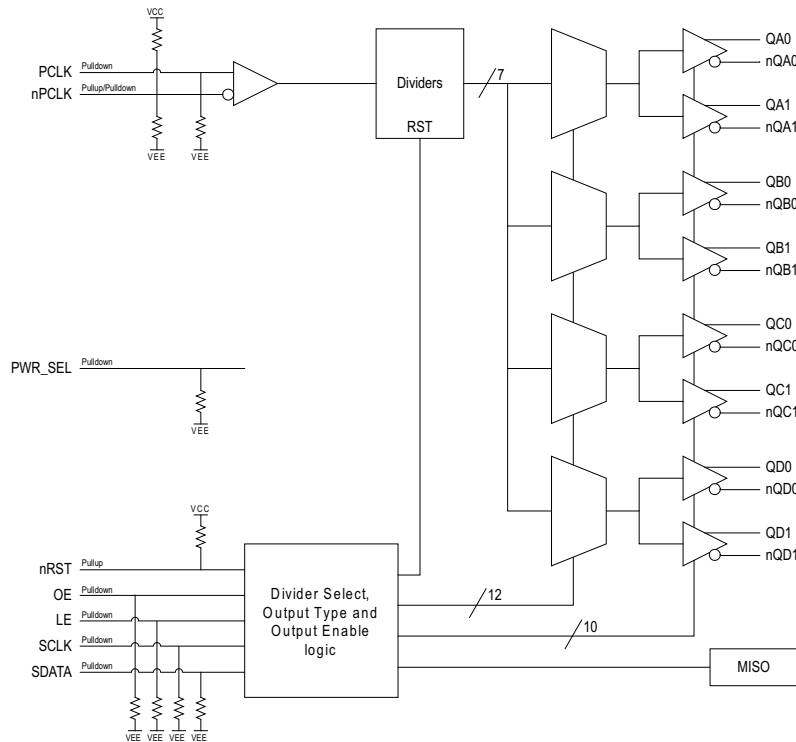 VCC
PCLK Pulldown
nPCLK Pullup/Pulldown
VEE VEE
Dividers
RST
7
QA0
nQA0
QA1
nQA1
QB0
nQB0
QB1
nQB1
PWR_SEL Pulldown
VEE
QC0
nQC0
QC1
nQC1
QD0
nQD0
QD1
nQD1
VCC
nRST Pullup
OE Pulldown
LE Pulldown
SCLK Pulldown
SDATA Pulldown
VEE VEE VEE VEE
Divider Select,
Output Type and
Output Enable
logic
12
10
MISO